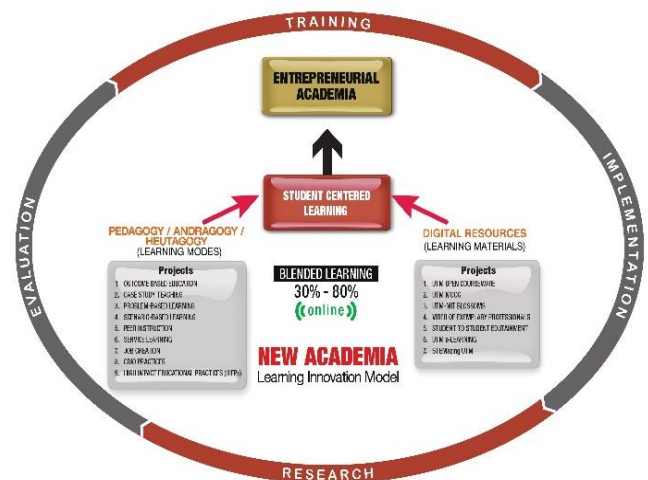 TRAINING
ENTREPRENEURIAL
ACADEMIA
STUDENT CENTERED
LEARNING
EVALUATION
IMPLEMENTATION
PEDAGOGY / ANDRAGOGY /
HEUTAGOGY
(LEARNING MODES)
Projects
1. OUTCOME BASED EDUCATION
2. CASE STUDY TEACHING
3. PROBLEM-BASED LEARNING
4. SCENARIO-BASED LEARNING
5. PEER INSTRUCTION
6. SERVICE LEARNING
7. JOB CREATION
8. CDIO PRACTICES
9. HIGH IMPACT EDUCATIONAL PRACTICES (HIEPs)
DIGITAL RESOURCES
(LEARNING MATERIALS)
Projects
1. UTM OPEN COURSEWARE
2. UTM MOOC
3. UTM-MIT BLOSSOMS
4. VIDEO OF EXEMPLARY PROFESSIONALS
5. STUDENT TO STUDENT EDUTAINMENT
6. UTM e-LEARNING
7. STEMazing UTM
BLENDED LEARNING
30% - 80%
((online))
NEW ACADEMIA
Learning Innovation Model
RESEARCH